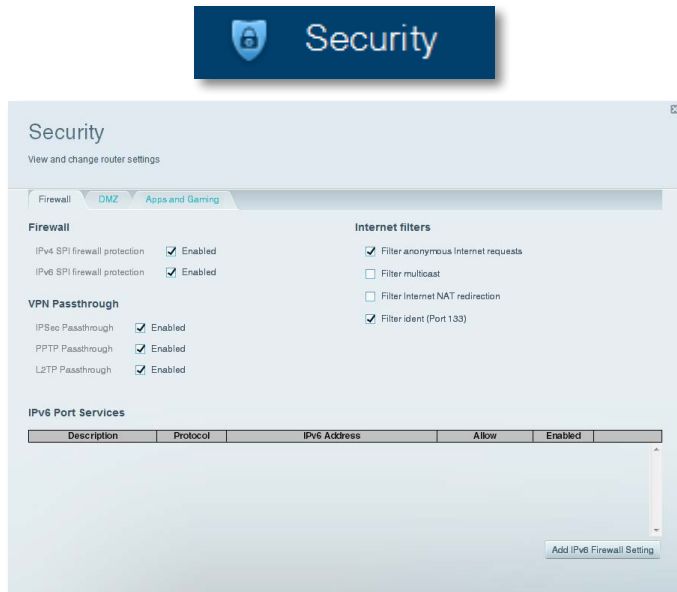 Security
Security
View and change router settings
Firewall DMZ Apps and Gaming
Firewall
IPv4 SPI firewall protection Enabled
IPv6 SPI firewall protection Enabled
VPN Passthrough
IPSec Passthrough Enabled
PPTP Passthrough Enabled
L2TP Passthrough Enabled
Internet filters
Filter anonymous Internet requests
Filter multicast
Filter Internet NAT redirection
Filter ident (Port 133)
IPv6 Port Services
Description Protocol IPv6 Address Allow Enabled
Add IPv6 Firewall Setting